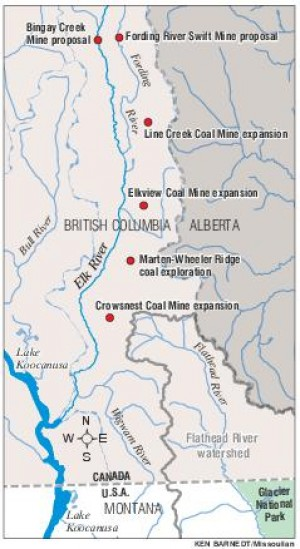 Bingay Creek
Mine proposal
Fording River Swift Mine proposal
Fording
River
Line Creek Coal Mine expansion
Elkview Coal Mine expansion
Bull River
BRITISH COLUMBIA
ALBERTA
Elk River
Marten-Wheeler Ridge
coal exploration
Crowsnest Coal Mine expansion
Lake
Koocanusa
Flathead River
N
W
E
S
Wigwam River
Flathead River
watershed
CANADA
U.S.A.
MONTANA
Glacier
National
Park
Lake
Koocanusa
KEN BARNEDT/Missoulian